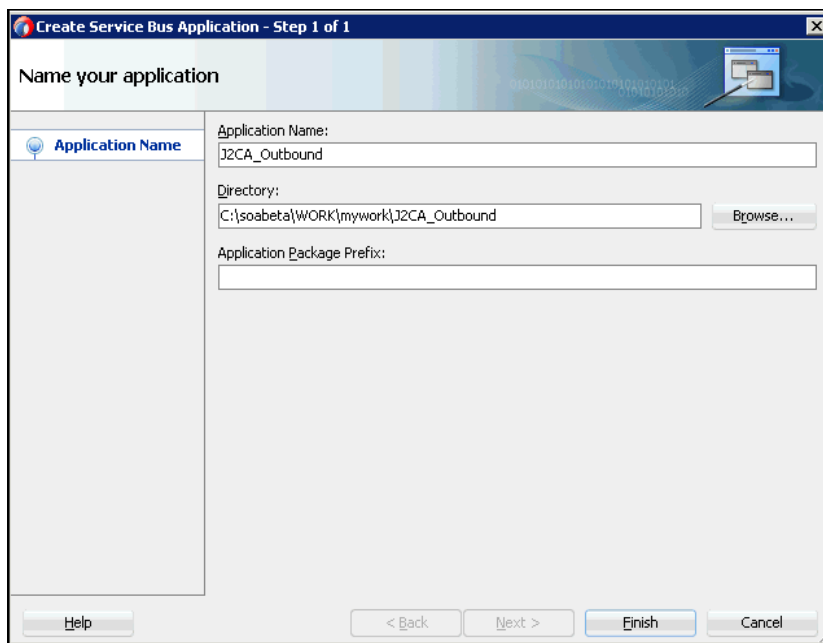 Create Service Bus Application - Step 1 of 1
Name your application
Application Name
Application Name:
J2CA_Outbound
Directory:
C:\soabeta\WORK\mywork\J2CA_Outbound
Browse...
Application Package Prefix:
Help
< Back
Next >
Finish
Cancel